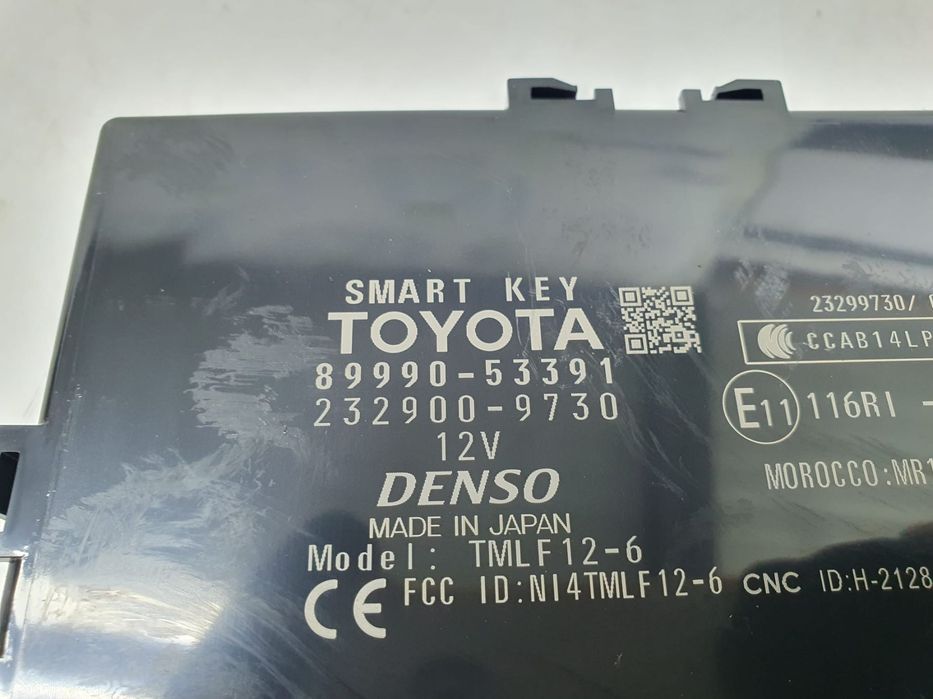 SMART KEY
TOYOTA
89990-53391
232900-9730
12V
DENSO
MADE IN JAPAN
Model: TMLF12-6
FCC ID:NI4TMLF12-6 CNC ID:H-2128
CE
23299730/
CCAB14LP
E11 116RI -
MOROCCO:MR1